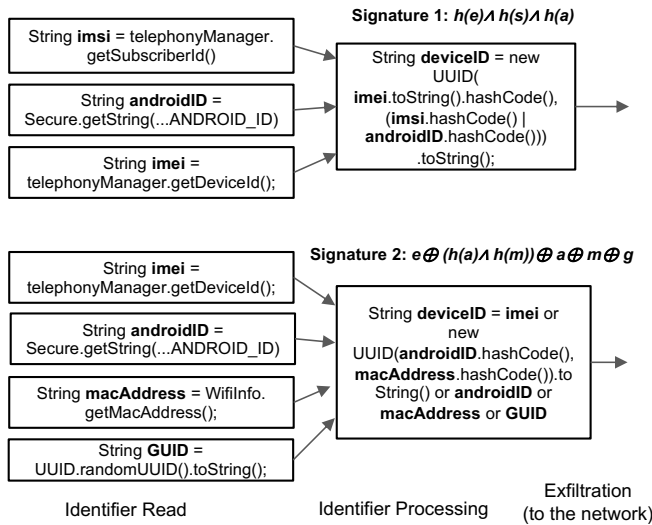 Signature 1: h(e)∧ h(s)∧ h(a)
String imsi = telephonyManager.
getSubscriberId()
String androidID =
Secure.getString(...ANDROID_ID)
String imei =
telephonyManager.getDeviceId();
String deviceID = new
UUID(
imei.toString().hashCode(),
(imsi.hashCode() |
androidID.hashCode()))
.toString();
Signature 2: e⊕ (h(a)∧ h(m))⊕ a⊕ m⊕ g
String imei =
telephonyManager.getDeviceId();
String androidID =
Secure.getString(...ANDROID_ID)
String macAddress = WifiInfo.
getMacAddress();
String GUID =
UUID.randomUUID().toString();
String deviceID = imei or
new
UUID(androidID.hashCode(),
macAddress.hashCode()).to
String() or androidID or
macAddress or GUID
Identifier Read
Identifier Processing
Exfiltration
(to the network)